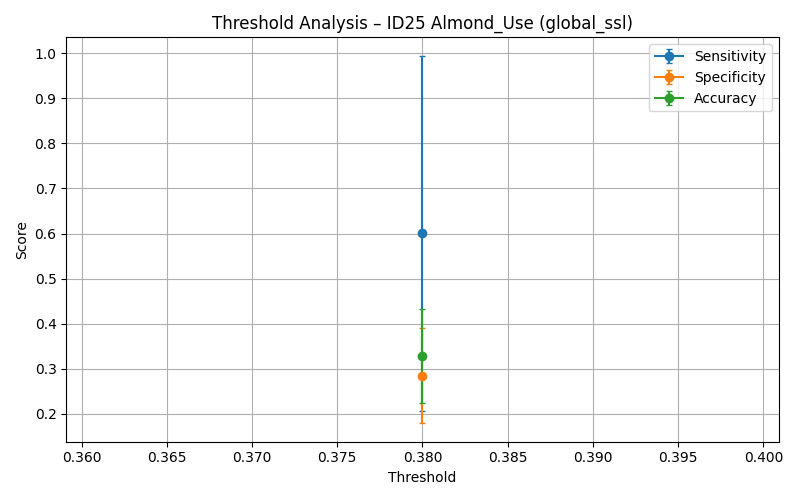 Threshold Analysis – ID25 Almond_Use (global_ssl)
Sensitivity
Specificity
Accuracy
Score
1.0
0.9
0.8
0.7
0.6
0.5
0.4
0.3
0.2
0.360 0.365 0.370 0.375 0.380 0.385 0.390 0.395 0.400
Threshold